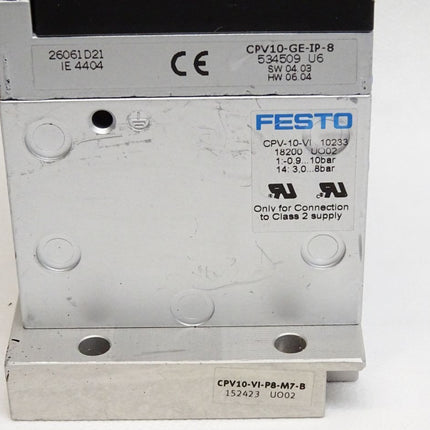 26061D21
IE 4404
CE
CPV10-GE-IP-8
534509 U6
SW 04.03
HW 06.04
FESTO
CPV-10-VI 10233
18200 UO02
1:-0,9...10bar
14: 3,0...8bar
Only for Connection
to Class 2 supply
CPV10-VI-P8-M7-B
152423 UO02